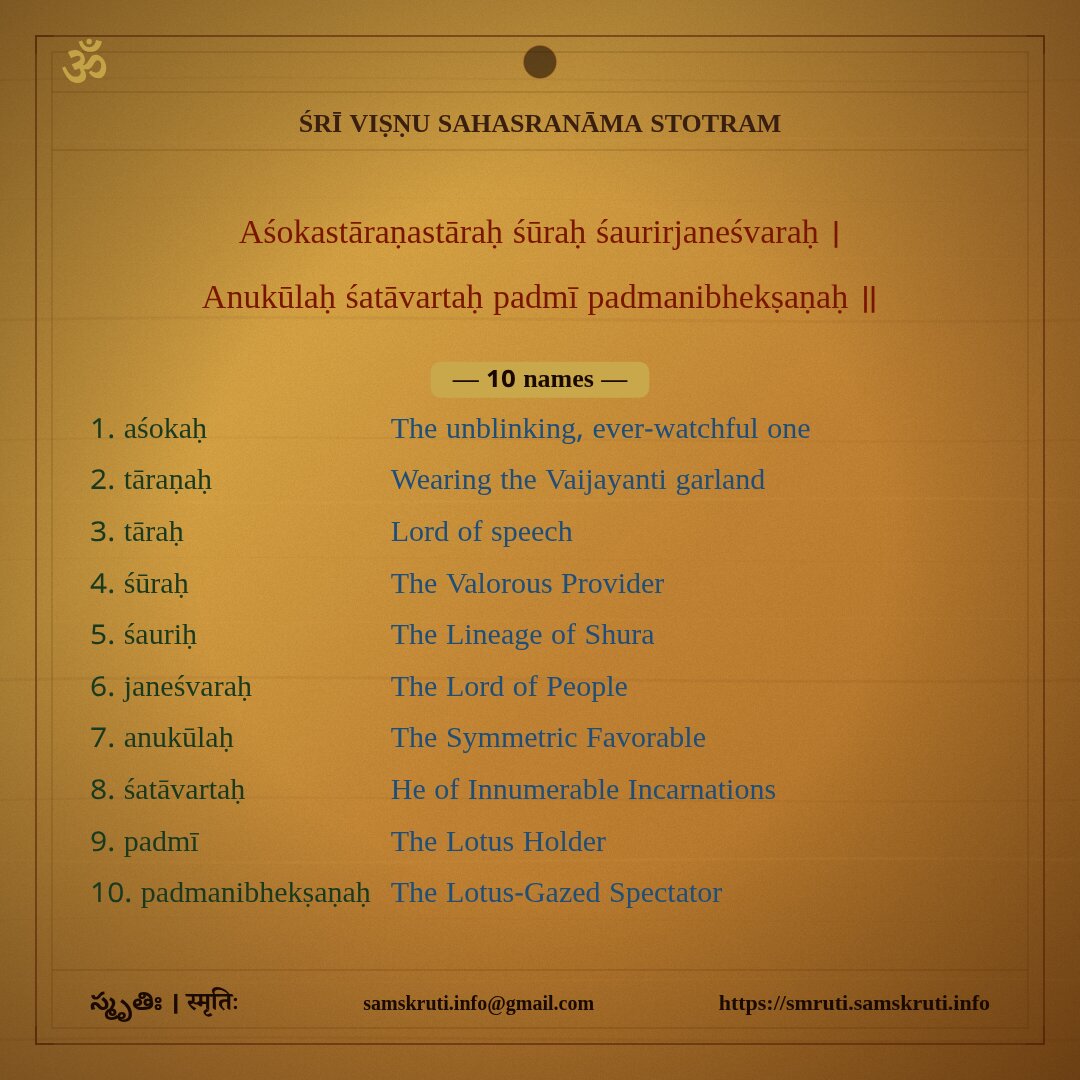 ॐ
ŚRĪ VIṢṆU SAHASRANĀMA STOTRAM
Aśokastāraṇastāraḥ śūraḥ śaurirjaneśvaraḥ |
Anukūlaḥ śatāvartaḥ padmī padmanibhekṣaṇaḥ ||
— 10 names —
1. aśokaḥ The unblinking, ever-watchful one
2. tāraṇaḥ Wearing the Vaijayanti garland
3. tāraḥ Lord of speech
4. śūraḥ The Valorous Provider
5. śauriḥ The Lineage of Shura
6. janeśvaraḥ The Lord of People
7. anukūlaḥ The Symmetric Favorable
8. śatāvartaḥ He of Innumerable Incarnations
9. padmī The Lotus Holder
10. padmanibhekṣaṇaḥ The Lotus-Gazed Spectator
స్మృతిః | स्मृतिः samskruti.info@gmail.com https://smruti.samskruti.info